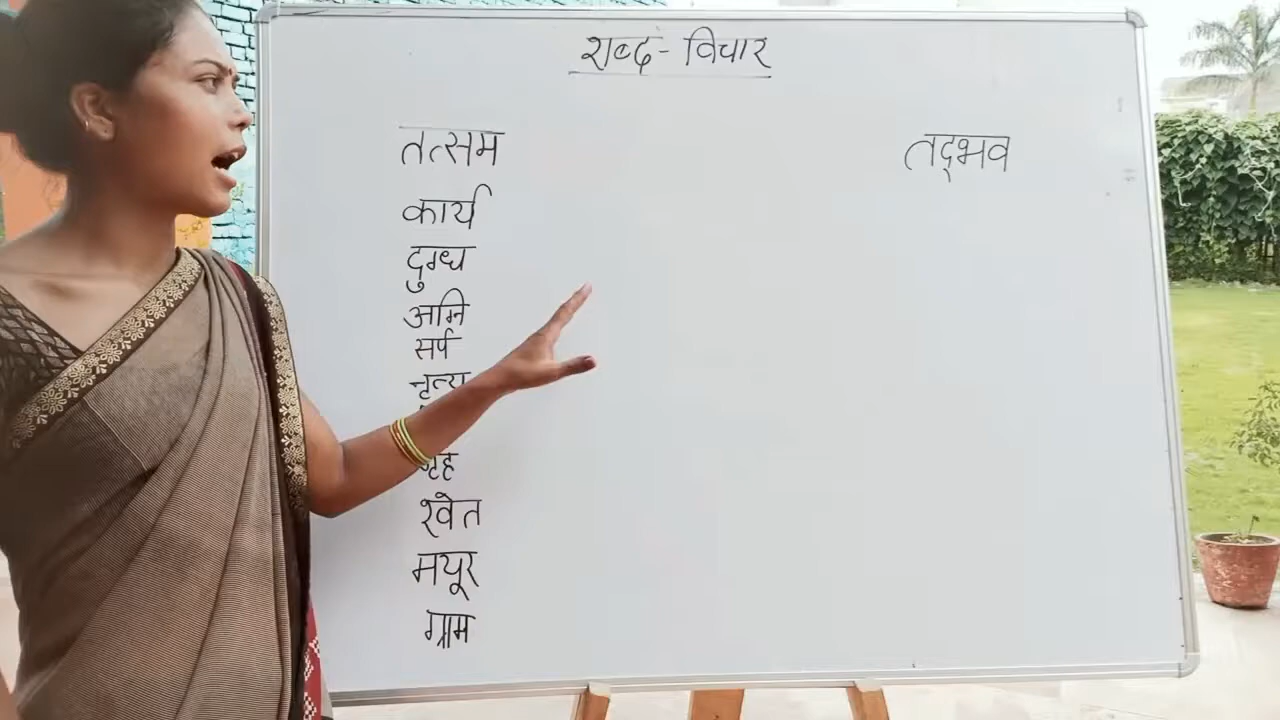 शब्द - विचार
तत्सम तद्भव
कार्य
दुग्ध
अग्नि
सर्प
नृत्य
श्वेत
मयूर
ग्राम